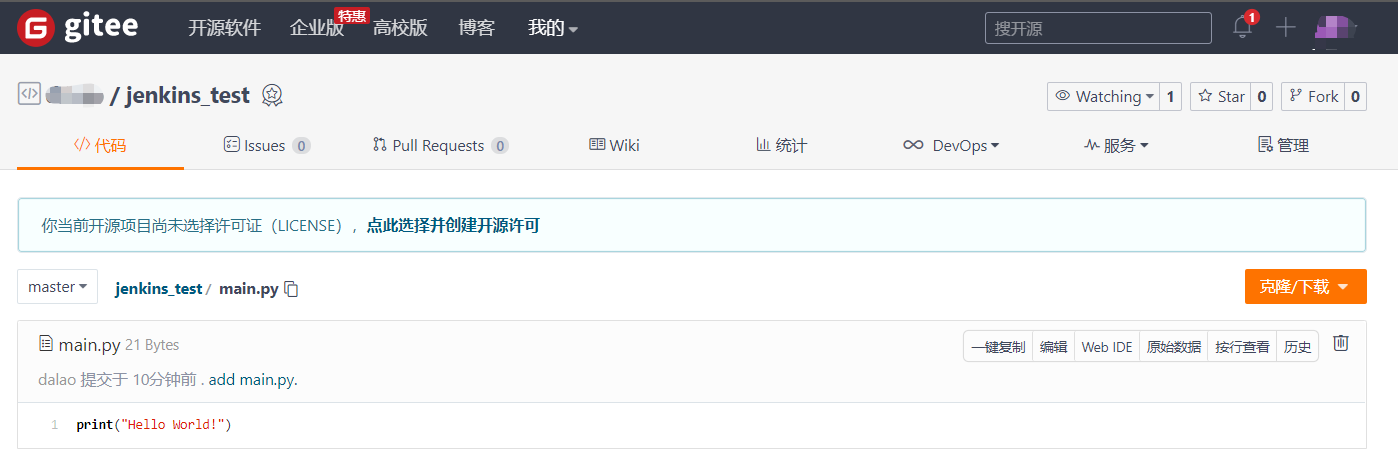 gitee 开源软件 企业版 特惠 高校版 博客 我的 搜开源 1
/ jenkins_test Watching 1 Star 0 Fork 0
代码 Issues 0 Pull Requests 0 Wiki 统计 DevOps 服务 管理
你当前开源项目尚未选择许可证（LICENSE），点此选择并创建开源许可
master jenkins_test / main.py 克隆/下载
main.py 21 Bytes 一键复制 编辑 Web IDE 原始数据 按行查看 历史
dalao 提交于 10分钟前 . add main.py.
1 print("Hello World!")